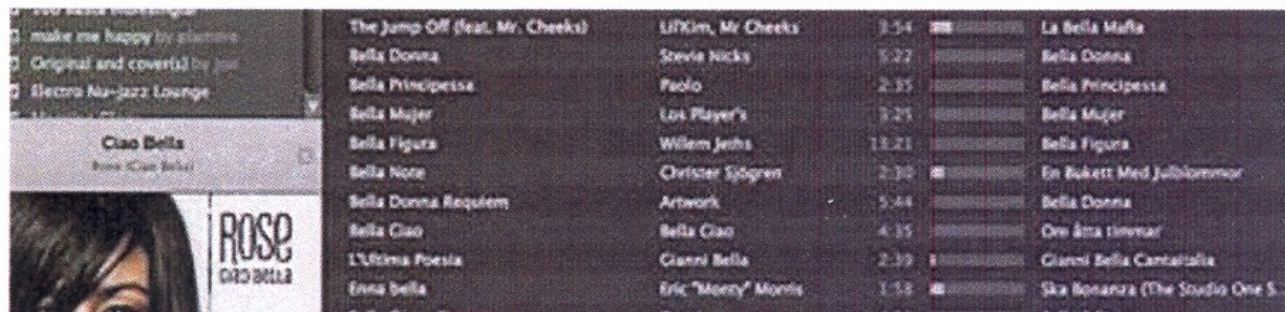 make me happy by
Original and cover(s) by
Electro Nu-Jazz Lounge
Ciao Bella
Rose (Ciao Bella)
ROSE
CIAO BELLA
The Jump Off (feat. Mr. Cheeks) Lil'Kim, Mr Cheeks 3:54 La Bella Mafia
Bella Donna Stevie Nicks 5:22 Bella Donna
Bella Principessa Paolo 2:35 Bella Principessa
Bella Mujer Los Player's 3:25 Bella Mujer
Bella Figura Willem Jeths 13:21 Bella Figura
Bella Note Christer Sjögren 2:30 En Bukett Med Julblommor
Bella Donna Requiem Artwork 5:44 Bella Donna
Bella Ciao Bella Ciao 4:35 Om åtta timmar
L'Ultima Poesia Gianni Bella 2:39 Gianni Bella Cantaitalia
Enna bella Eric "Monty" Morris 1:58 Ska Bonanza (The Studio One S...